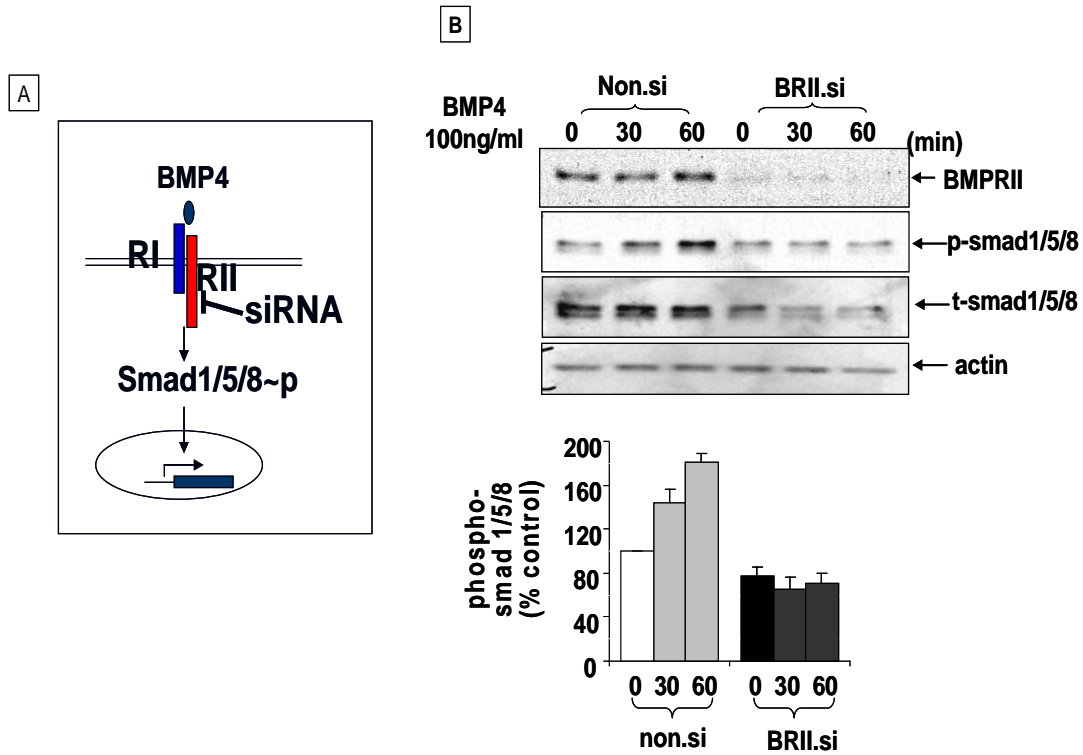 A
BMP4
RI
RII
siRNA
Smad1/5/8~p
B
Non.si
BRII.si
BMP4
100ng/ml
0 30 60 0 30 60 (min)
BMPRII
p-smad1/5/8
t-smad1/5/8
actin
phospho-
smad 1/5/8
(% control)
200
160
120
80
40
0
0 30 60 0 30 60
non.si BRII.si